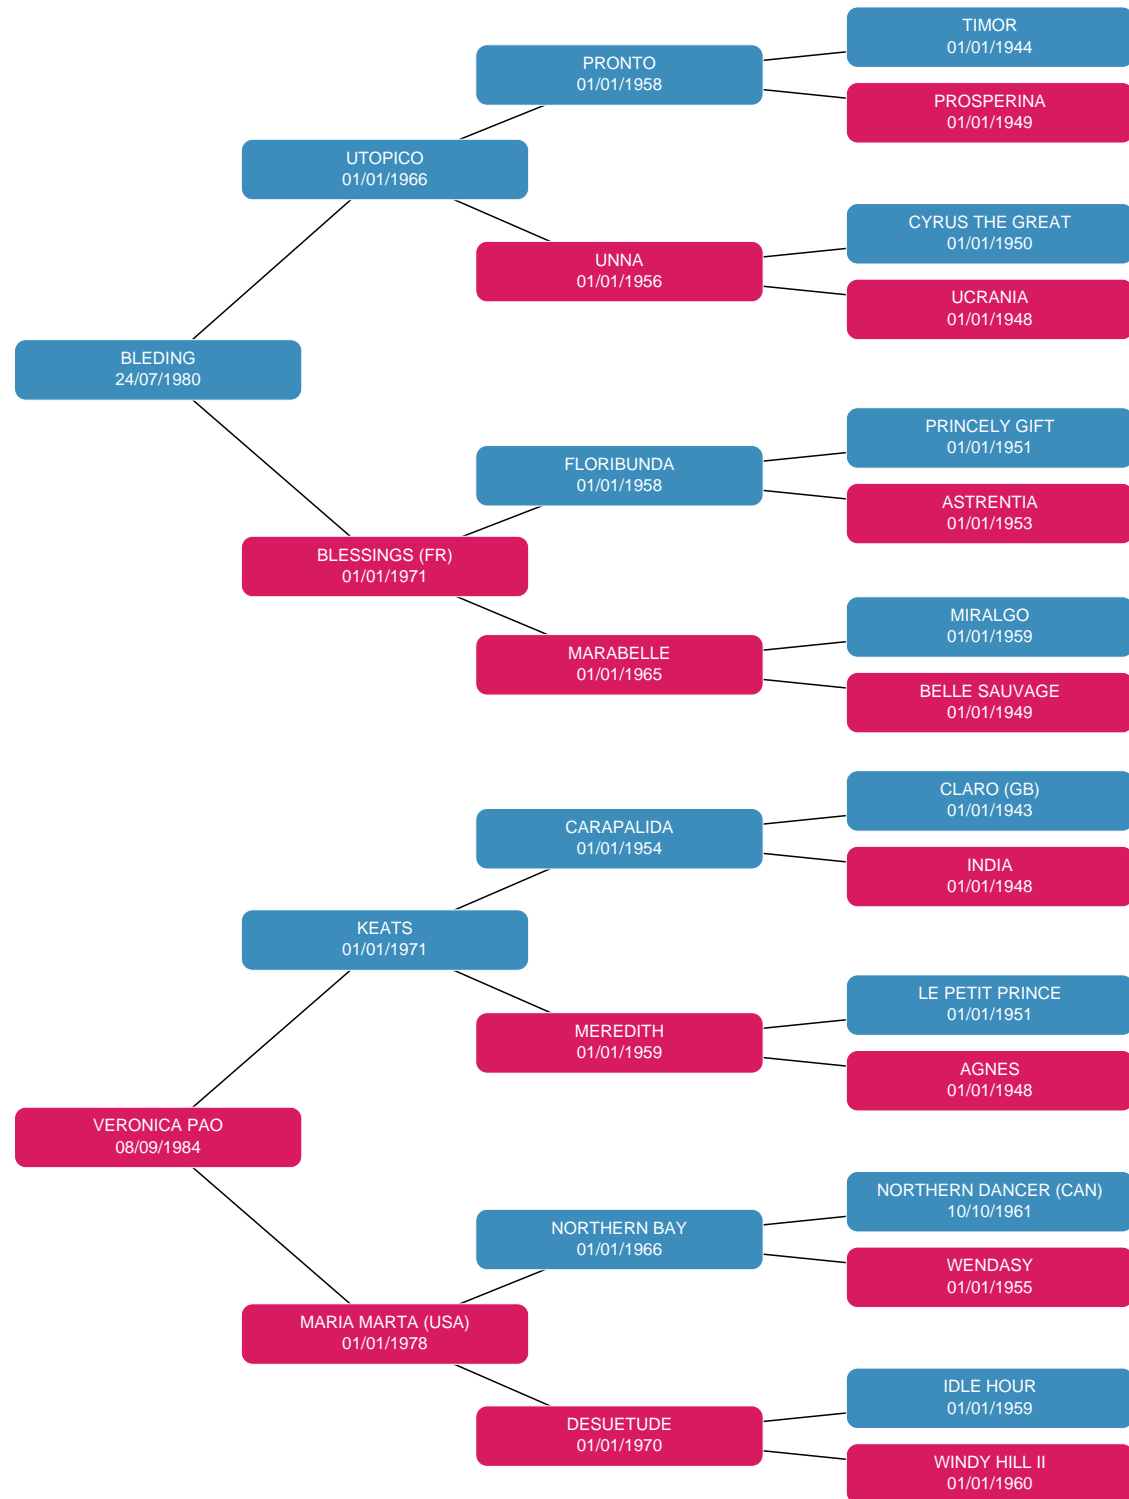 TIMOR
01/01/1944
PRONTO
01/01/1958
PROSPERINA
01/01/1949
UTOPICO
01/01/1966
CYRUS THE GREAT
01/01/1950
UNNA
01/01/1956
UCRANIA
01/01/1948
BLEDING
24/07/1980
PRINCELY GIFT
01/01/1951
FLORIBUNDA
01/01/1958
ASTRENTIA
01/01/1953
BLESSINGS (FR)
01/01/1971
MIRALGO
01/01/1959
MARABELLE
01/01/1965
BELLE SAUVAGE
01/01/1949
CLARO (GB)
01/01/1943
CARAPALIDA
01/01/1954
INDIA
01/01/1948
KEATS
01/01/1971
LE PETIT PRINCE
01/01/1951
MEREDITH
01/01/1959
AGNES
01/01/1948
VERONICA PAO
08/09/1984
NORTHERN DANCER (CAN)
10/10/1961
NORTHERN BAY
01/01/1966
WENDASY
01/01/1955
MARIA MARTA (USA)
01/01/1978
IDLE HOUR
01/01/1959
DESUETUDE
01/01/1970
WINDY HILL II
01/01/1960